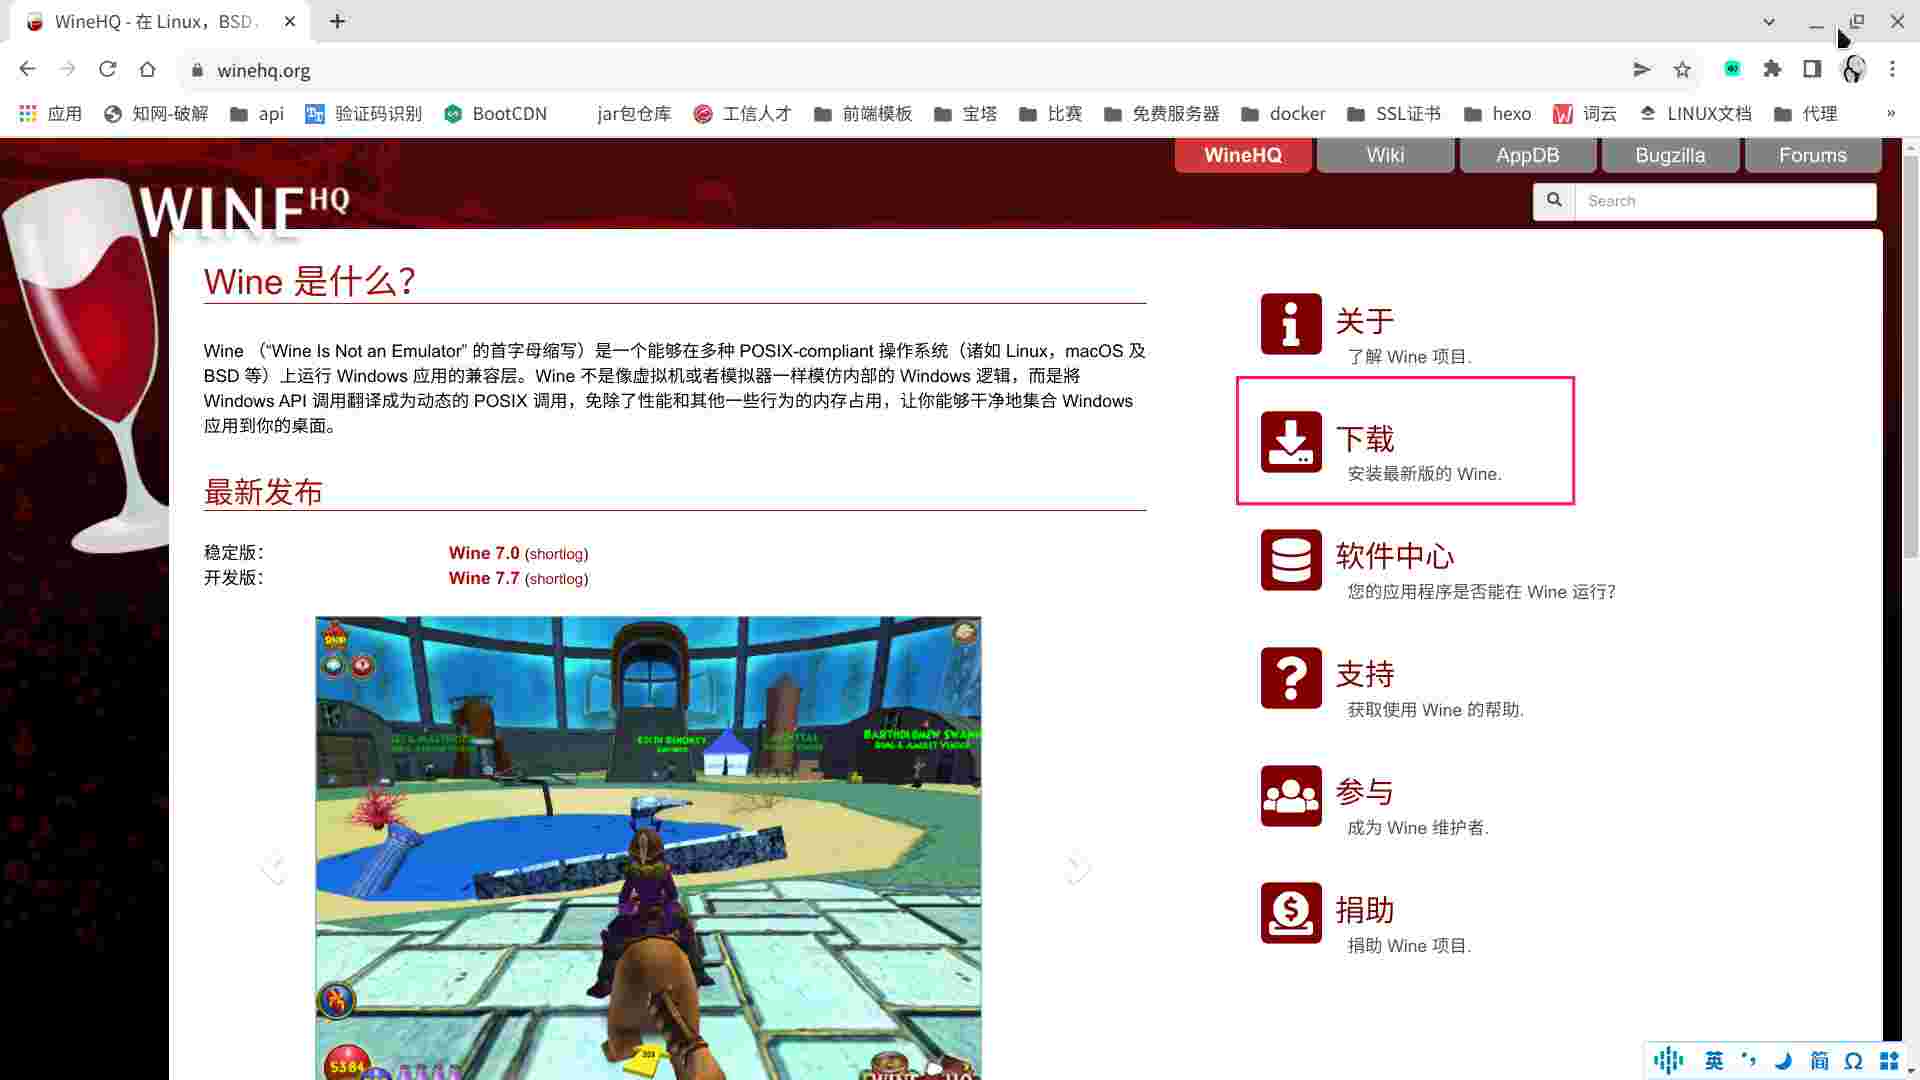 WineHQ - 在 Linux，BSD
winehq.org
应用 知网-破解 api 验证码识别 BootCDN jar包仓库 工信人才 前端模板 宝塔 比赛 免费服务器 docker SSL证书 hexo 词云 LINUX文档 代理 »
WineHQ Wiki AppDB Bugzilla Forums
WINE HQ
Search
Wine 是什么？
Wine （“Wine Is Not an Emulator” 的首字母缩写）是一个能够在多种 POSIX-compliant 操作系统（诸如 Linux，macOS 及
BSD 等）上运行 Windows 应用的兼容层。Wine 不是像虚拟机或者模拟器一样模仿内部的 Windows 逻辑，而是將
Windows API 调用翻译成为动态的 POSIX 调用，免除了性能和其他一些行为的内存占用，让你能够干净地集合 Windows
应用到你的桌面。
最新发布
稳定版： Wine 7.0 (shortlog)
开发版： Wine 7.7 (shortlog)
BARTHOLOMEW SWANN
RING & AMULET VENDOR
5384
关于
了解 Wine 项目.
下载
安装最新版的 Wine.
软件中心
您的应用程序是否能在 Wine 运行？
支持
获取使用 Wine 的帮助.
参与
成为 Wine 维护者.
捐助
捐助 Wine 项目.
英 简 Ω